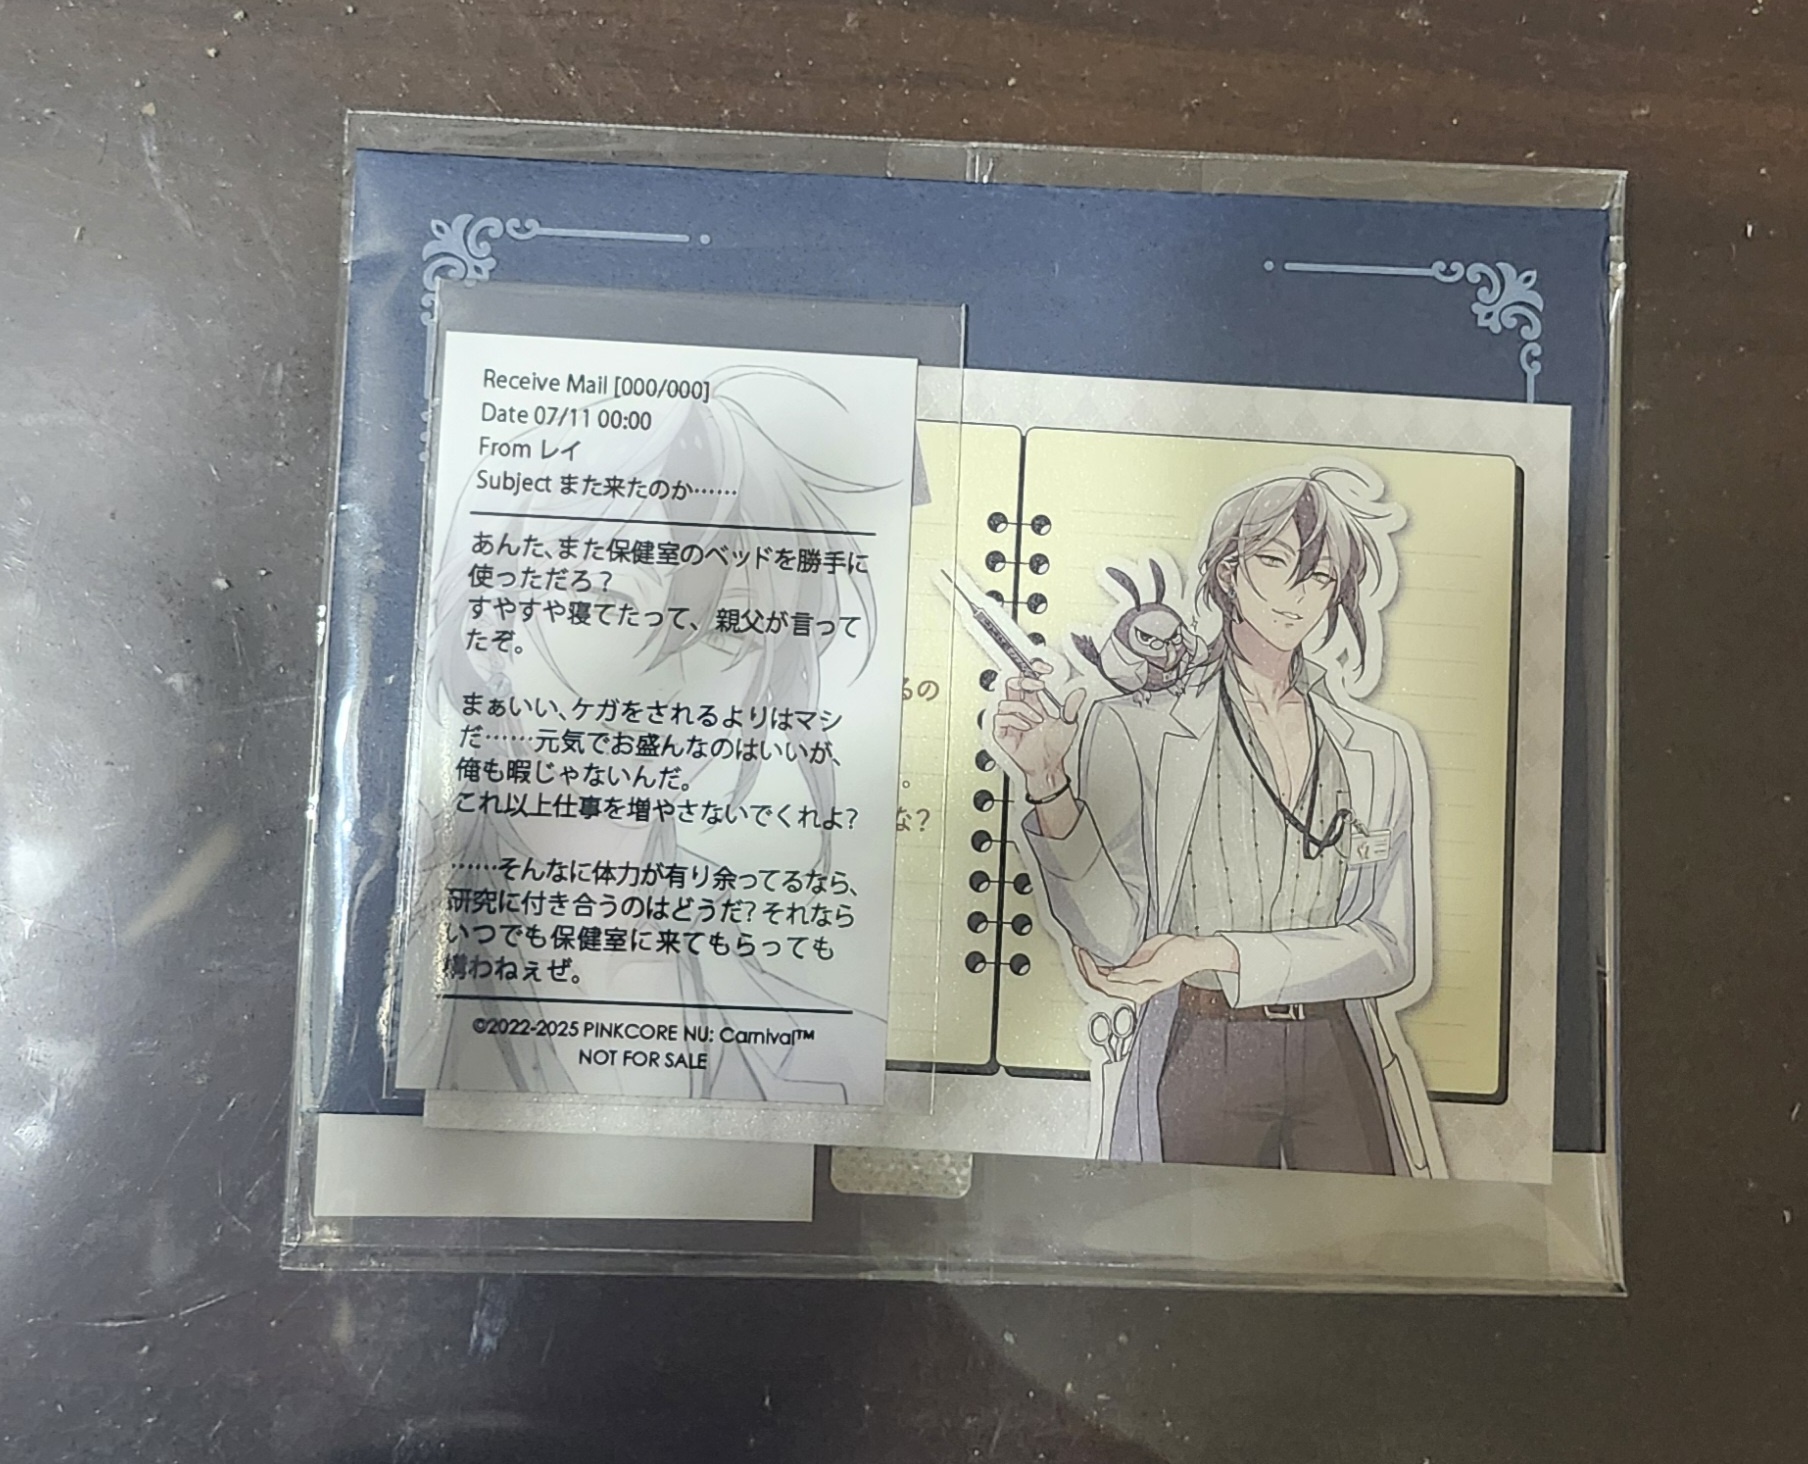 Receive Mail [000/000]
Date 07/11 00:00
From レイ
Subject また来たのか……
あんた、また保健室のベッドを勝手に
使っただろ？
すやすや寝てたって、親父が言って
たぞ。
まぁいい、ケガをされるよりはマシ
だ……元気でお盛んなのはいいが、
俺も暇じゃないんだ。
これ以上仕事を増やさないでくれよ？
……そんなに体力が有り余ってるなら、
研究に付き合うのはどうだ？それなら
いつでも保健室に来てもらっても
構わねぇぜ。
©2022-2025 PINKCORE NU: Carnival™
NOT FOR SALE
るの
。
な？